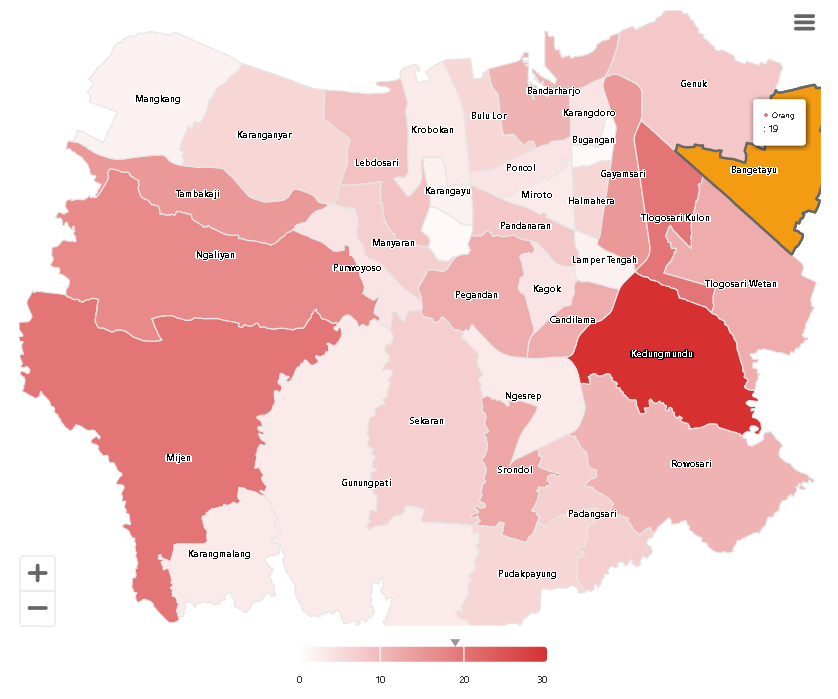 Genuk
Mangkang
Bandarharjo
Karangdoro
Bulu Lor
Orang
: 19
Krobokan
Karanganyar
Bugangan
Lebdosari
Poncol
Bangetayu
Gayamsari
Tambakaji
Karangayu
Miroto
Halmahera
Tlogosari Kulon
Pandanaran
Manyaran
Ngaliyan
Purwoyoso
Lamper Tengah
Tlogosari Wetan
Pegandan
Kagok
Candilama
Kedungmundu
Ngesrep
Sekaran
Mijen
Rowosari
Srondol
Gunungpati
Padangsari
Karangmalang
Pudakpayung
0 10 20 30